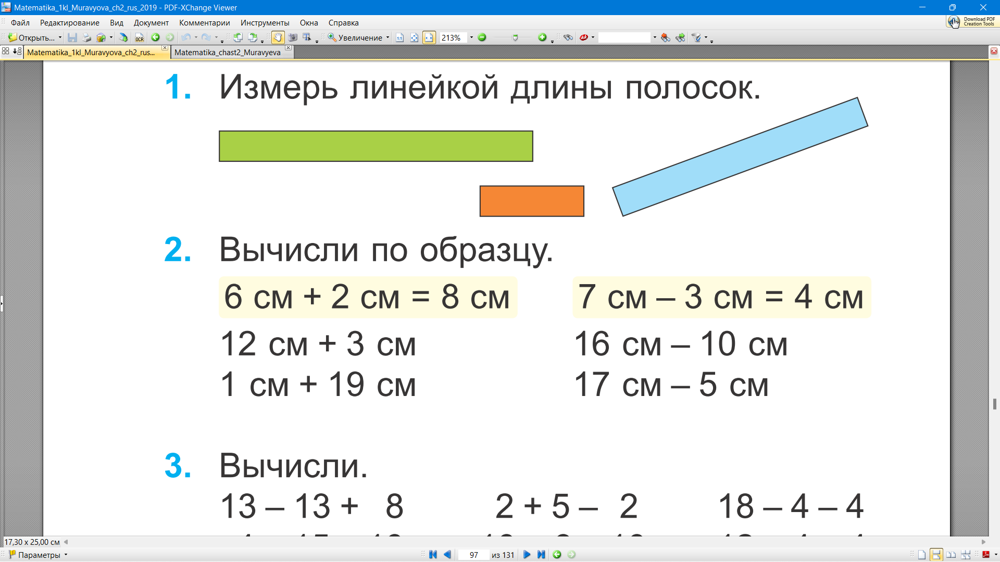 Matematika_1kl_Muravyova_ch2_rus_2019 - PDF-XChange Viewer
Файл Редактирование Вид Документ Комментарии Инструменты Окна Справка
Download PDF
Creation Tools
Открыть... OCR Увеличение 1:1 213%
Matematika_1kl_Muravyova_ch2_rus... Matematika_chast2_Muravyeva
1. Измерь линейкой длины полосок.
2. Вычисли по образцу.
6 см + 2 см = 8 см 7 см – 3 см = 4 см
12 см + 3 см 16 см – 10 см
1 см + 19 см 17 см – 5 см
3. Вычисли.
13 – 13 + 8 2 + 5 – 2 18 – 4 – 4
17,30 x 25,00 см
Параметры 97 из 131